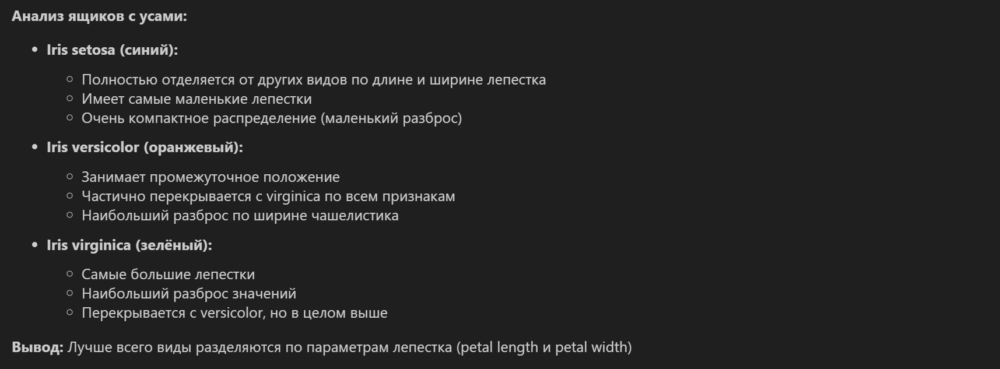 Анализ ящиков с усами:
Iris setosa (синий):
Полностью отделяется от других видов по длине и ширине лепестка
Имеет самые маленькие лепестки
Очень компактное распределение (маленький разброс)
Iris versicolor (оранжевый):
Занимает промежуточное положение
Частично перекрывается с virginica по всем признакам
Наибольший разброс по ширине чашелистика
Iris virginica (зелёный):
Самые большие лепестки
Наибольший разброс значений
Перекрывается с versicolor, но в целом выше
Вывод: Лучше всего виды разделяются по параметрам лепестка (petal length и petal width)